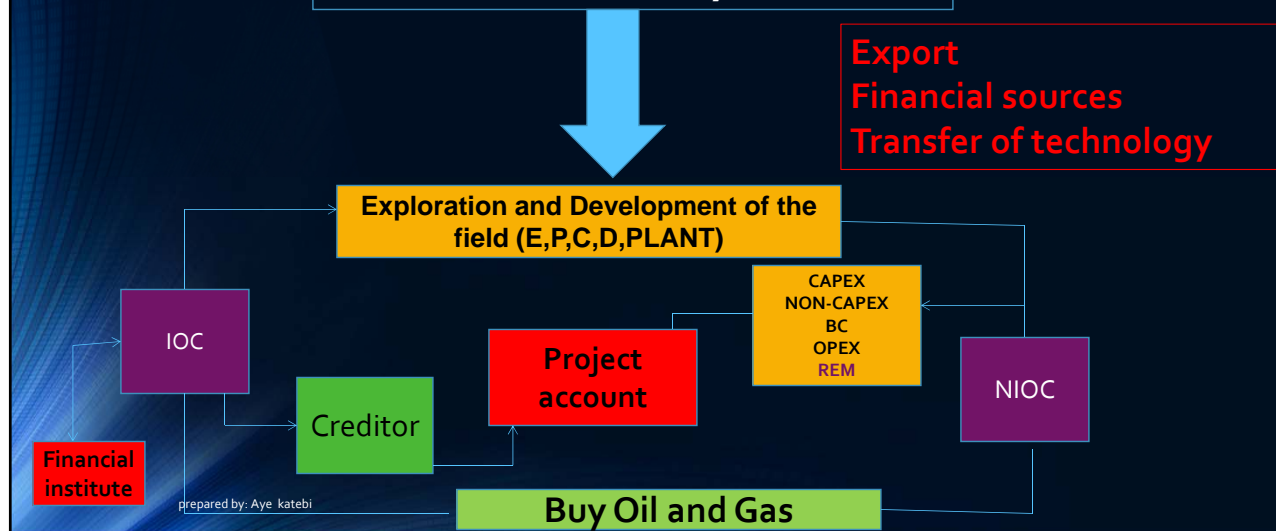 Export
Financial sources
Transfer of technology
Exploration and Development of the
field (E,P,C,D,PLANT)
CAPEX
NON-CAPEX
BC
OPEX
REM
IOC
Project
account
NIOC
Creditor
Financial
institute
prepared by: Aye katebi
Buy Oil and Gas